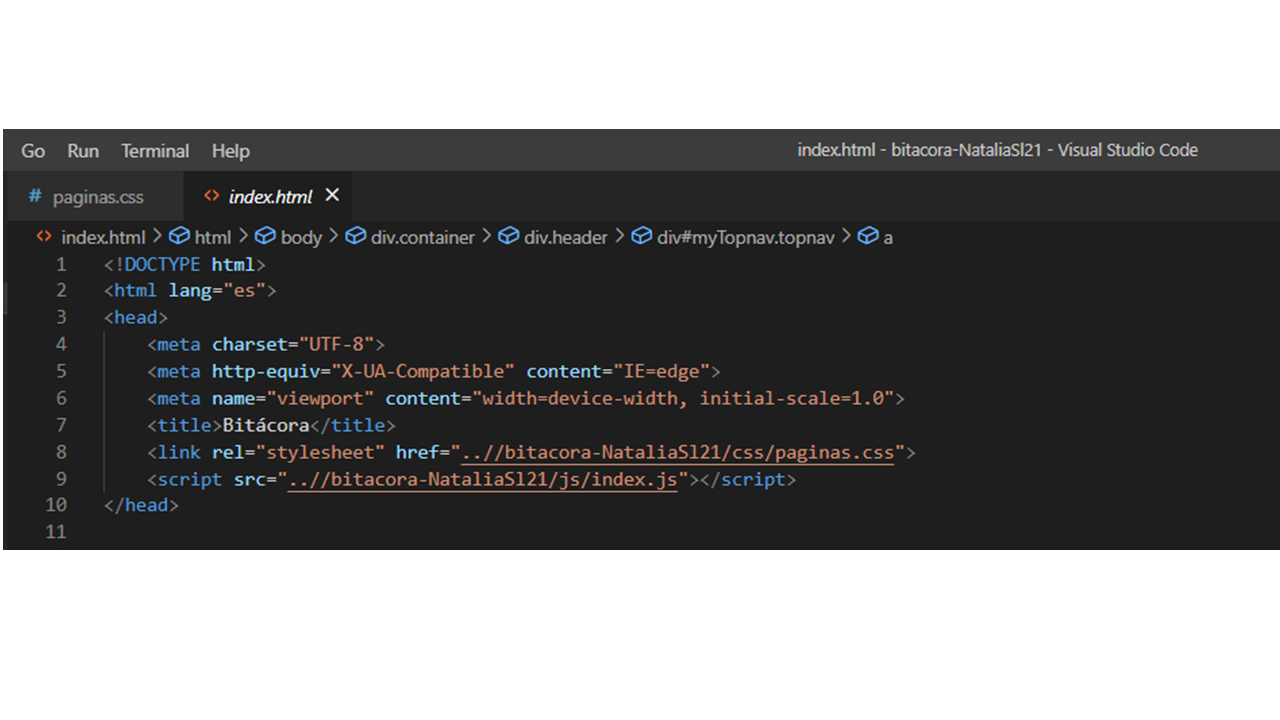 Go Run Terminal Help index.html - bitacora-NataliaSl21 - Visual Studio Code
# paginas.css <> index.html ×
<> index.html > html > body > div.container > div.header > div#myTopnav.topnav > a
1 <!DOCTYPE html>
2 <html lang="es">
3 <head>
4 <meta charset="UTF-8">
5 <meta http-equiv="X-UA-Compatible" content="IE=edge">
6 <meta name="viewport" content="width=device-width, initial-scale=1.0">
7 <title>Bitácora</title>
8 <link rel="stylesheet" href="..//bitacora-NataliaSl21/css/paginas.css">
9 <script src="..//bitacora-NataliaSl21/js/index.js"></script>
10 </head>
11